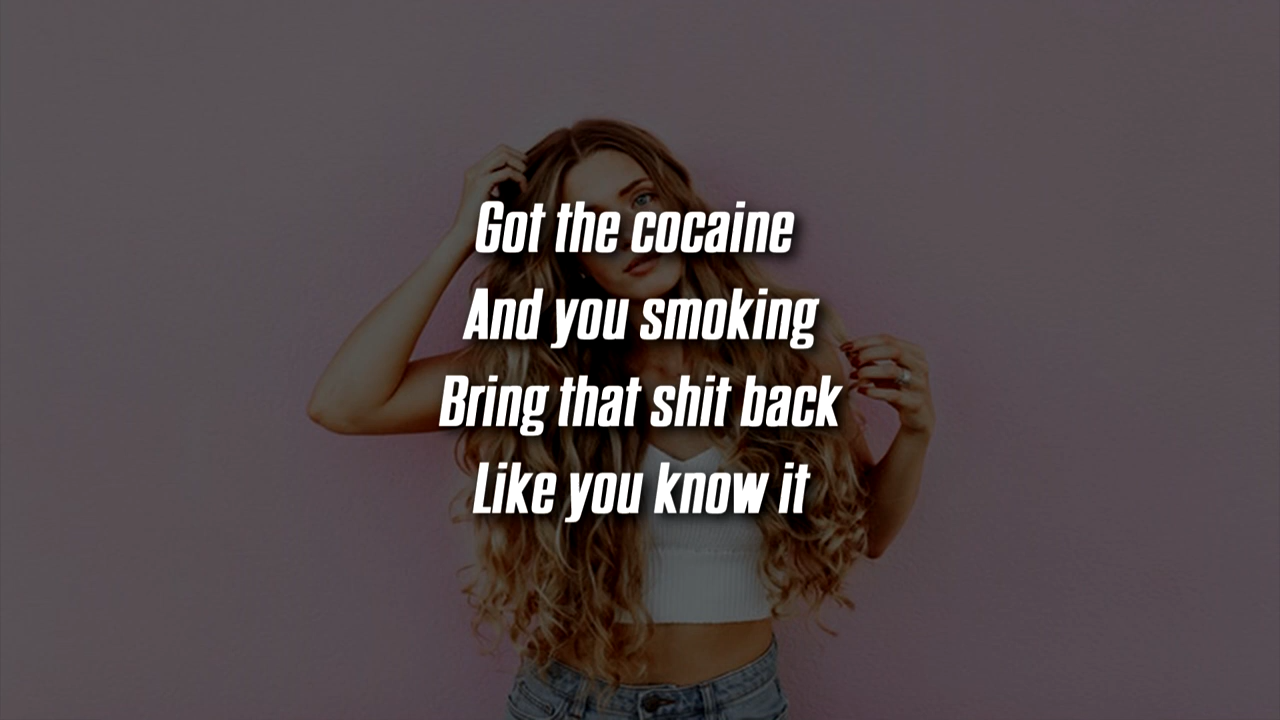 Got the cocaine
And you smoking
Bring that shit back
Like you know it